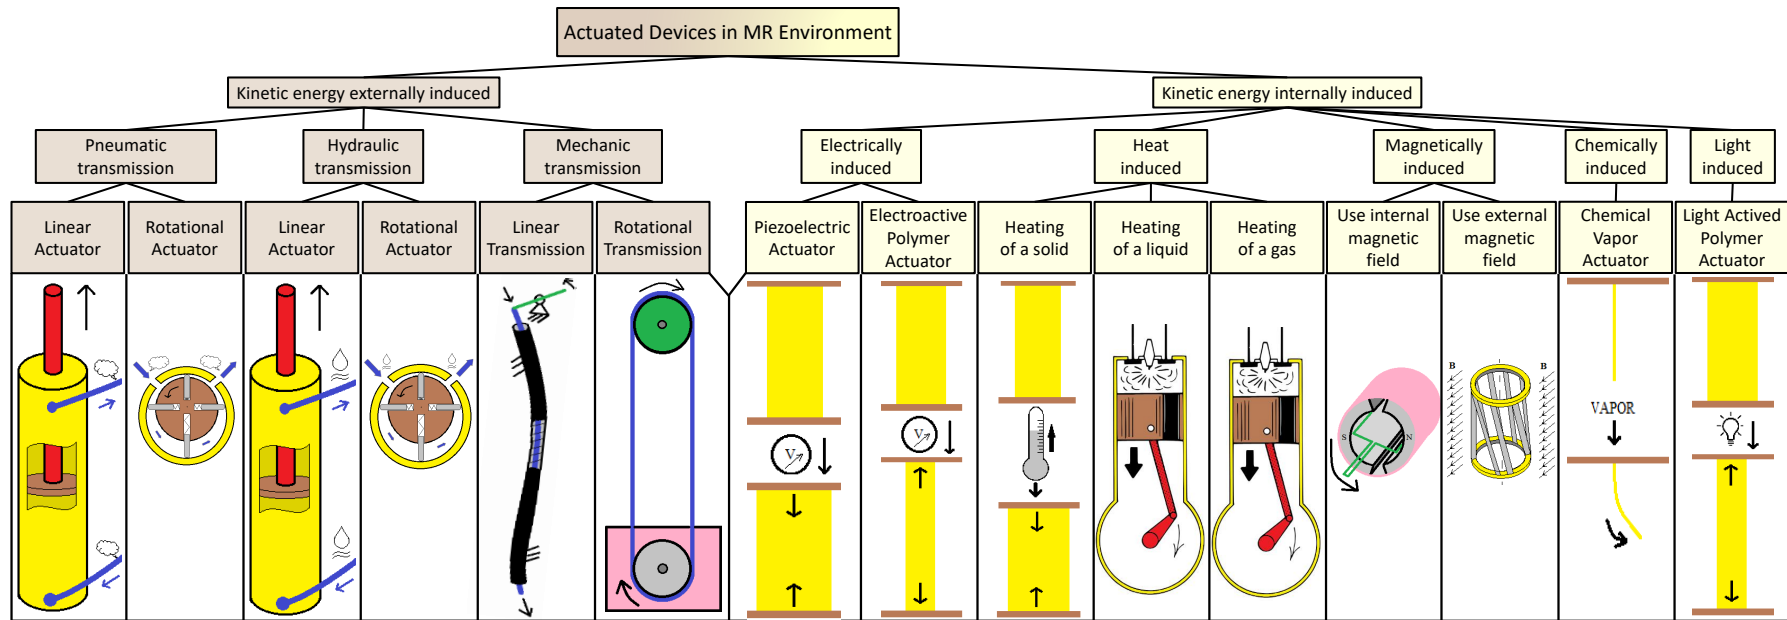 Actuated Devices in MR Environment
Kinetic energy externally induced
Kinetic energy internally induced
Pneumatic
transmission
Hydraulic
transmission
Mechanic
transmission
Electrically
induced
Heat
induced
Magnetically
induced
Chemically
induced
Light
induced
Linear
Actuator
Rotational
Actuator
Linear
Actuator
Rotational
Actuator
Linear
Transmission
Rotational
Transmission
Piezoelectric
Actuator
Electroactive
Polymer
Actuator
Heating
of a solid
Heating
of a liquid
Heating
of a gas
Use internal
magnetic
field
Use external
magnetic
field
Chemical
Vapor
Actuator
Light Actived
Polymer
Actuator
V
V
S
N
B
B
VAPOR